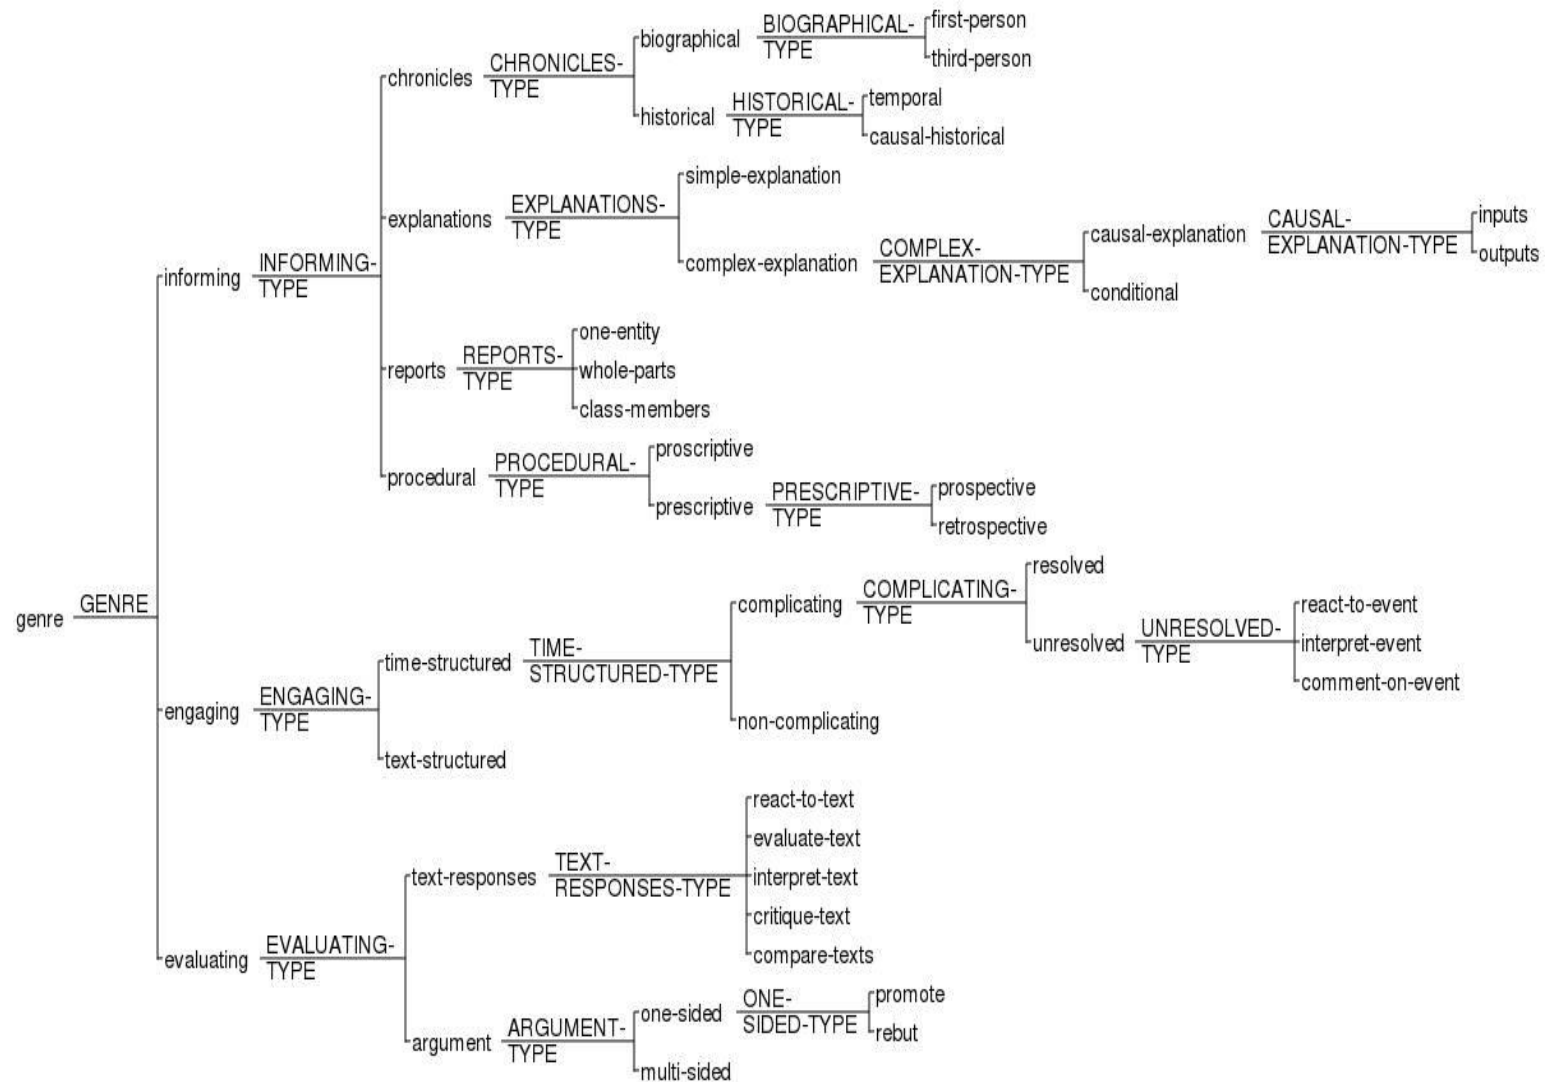 genre
GENRE
informing
INFORMING-
TYPE
chronicles
CHRONICLES-
TYPE
biographical
BIOGRAPHICAL-
TYPE
first-person
third-person
historical
HISTORICAL-
TYPE
temporal
causal-historical
explanations
EXPLANATIONS-
TYPE
simple-explanation
complex-explanation
COMPLEX-
EXPLANATION-TYPE
causal-explanation
CAUSAL-
EXPLANATION-TYPE
inputs
outputs
conditional
reports
REPORTS-
TYPE
one-entity
whole-parts
class-members
procedural
PROCEDURAL-
TYPE
proscriptive
prescriptive
PRESCRIPTIVE-
TYPE
prospective
retrospective
engaging
ENGAGING-
TYPE
time-structured
TIME-
STRUCTURED-TYPE
complicating
COMPLICATING-
TYPE
resolved
unresolved
UNRESOLVED-
TYPE
react-to-event
interpret-event
comment-on-event
non-complicating
text-structured
evaluating
EVALUATING-
TYPE
text-responses
TEXT-
RESPONSES-TYPE
react-to-text
evaluate-text
interpret-text
critique-text
compare-texts
argument
ARGUMENT-
TYPE
one-sided
ONE-
SIDED-TYPE
promote
rebut
multi-sided